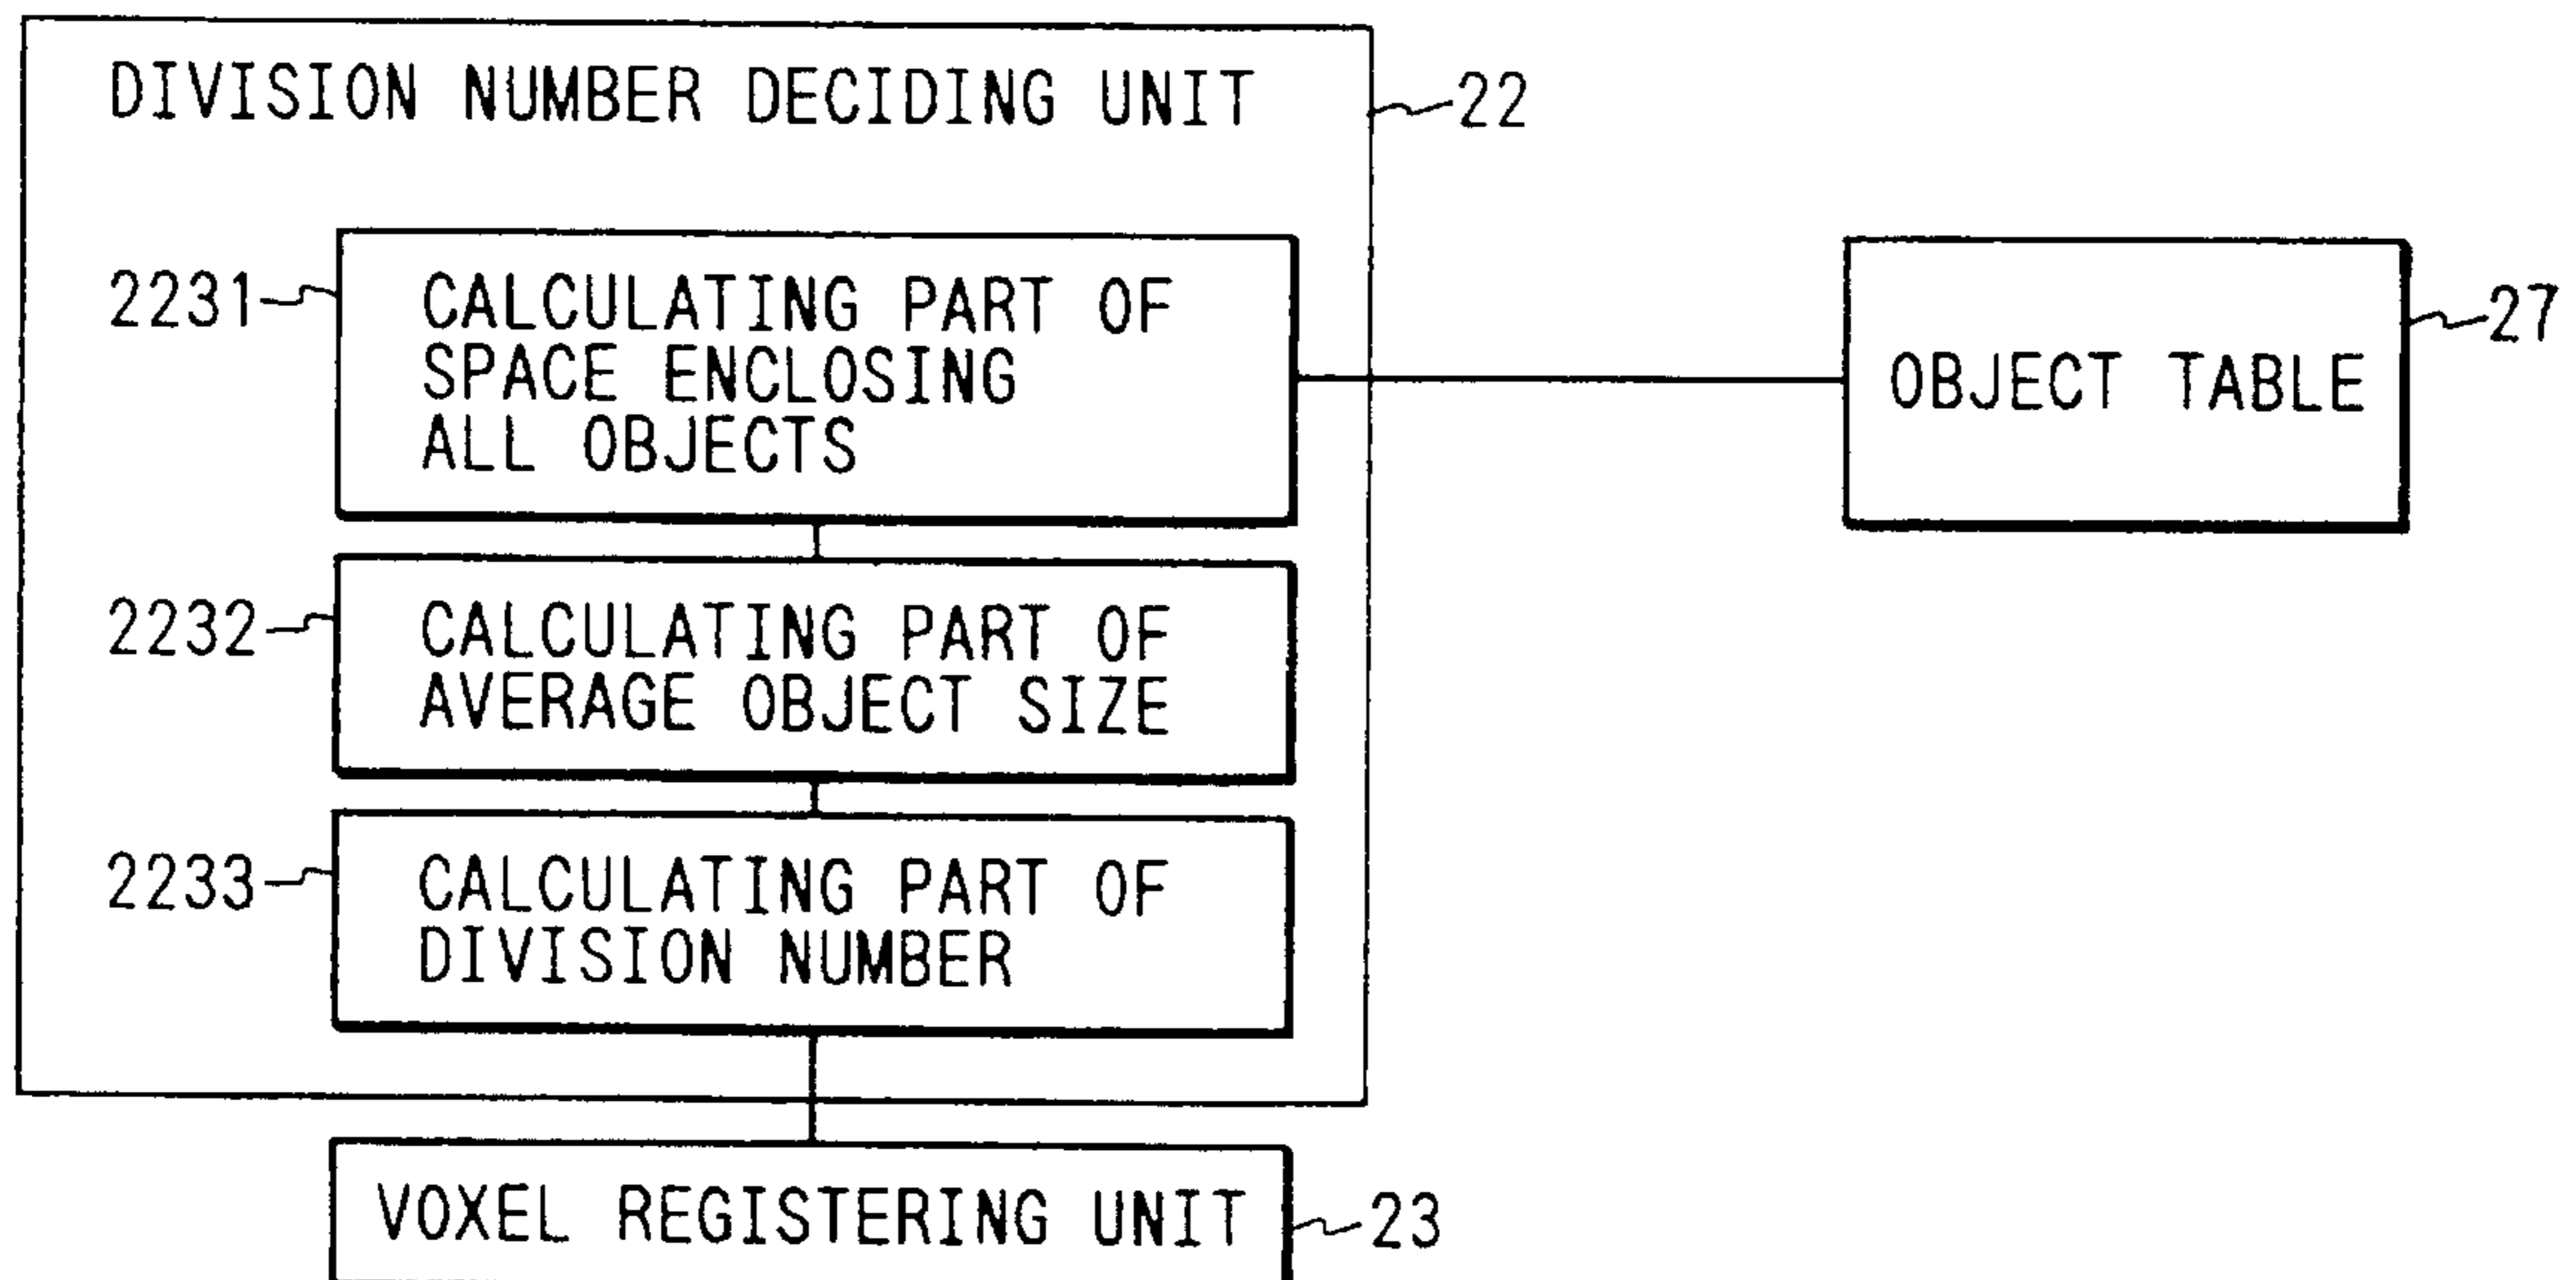 DIVISION NUMBER DECIDING UNIT
22
2231
CALCULATING PART OF
SPACE ENCLOSING
ALL OBJECTS
OBJECT TABLE
27
2232
CALCULATING PART OF
AVERAGE OBJECT SIZE
2233
CALCULATING PART OF
DIVISION NUMBER
VOXEL REGISTERING UNIT
23